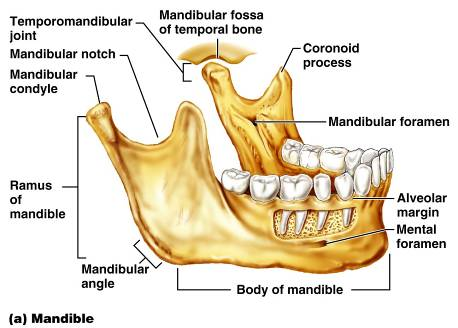 Temporomandibular
joint
Mandibular fossa
of temporal bone
Mandibular notch
Coronoid
process
Mandibular
condyle
Mandibular foramen
Ramus
of
mandible
Alveolar
margin
Mental
foramen
Mandibular
angle
Body of mandible
(a) Mandible